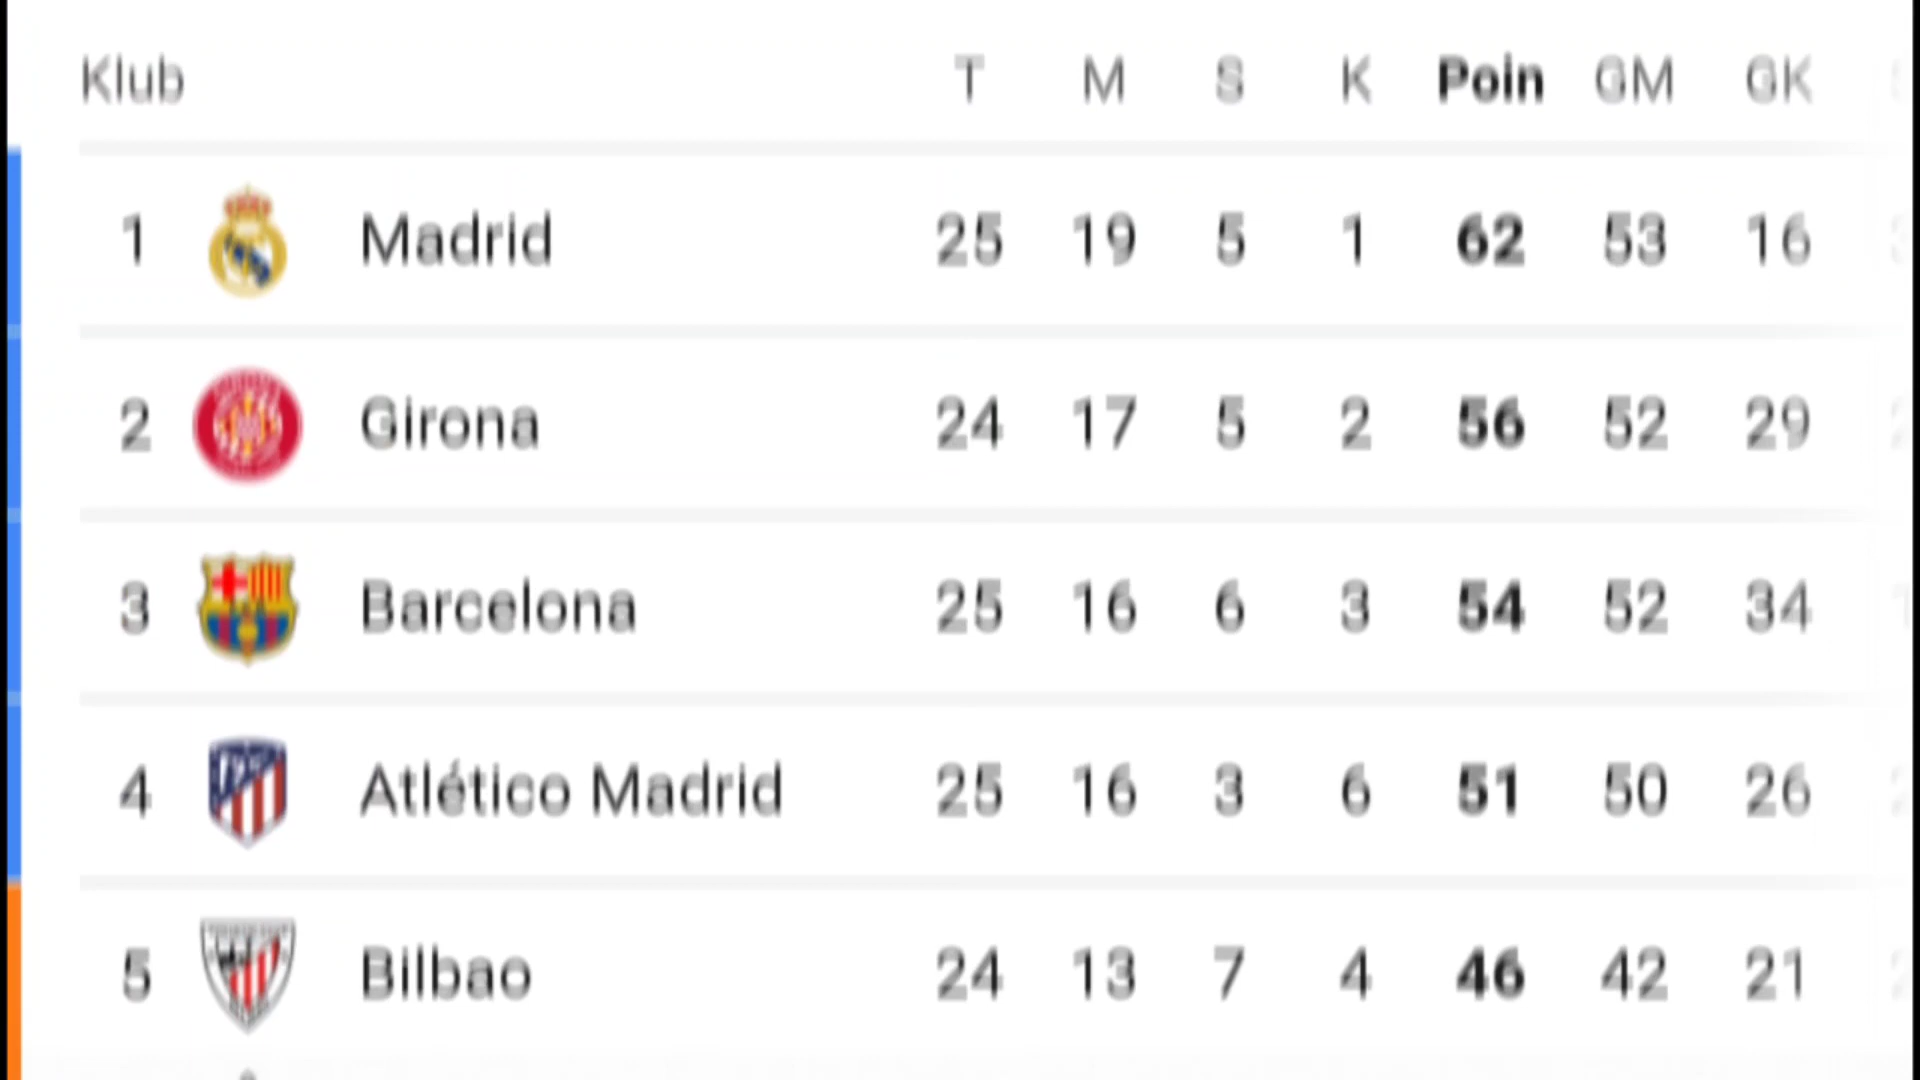 Klub T M S K Poin GM GK
1 Madrid 25 19 5 1 62 53 16
2 Girona 24 17 5 2 56 52 29
3 Barcelona 25 16 6 3 54 52 34
4 Atlético Madrid 25 16 3 6 51 50 26
5 Bilbao 24 13 7 4 46 42 21